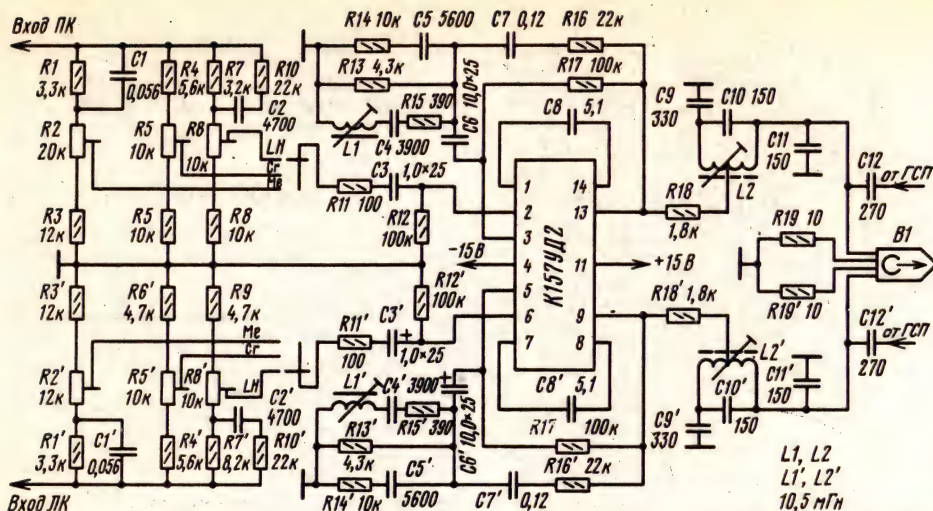 Вход ПК
R1
3,3к
C1
0,056
R4
5,6к
R7
3,2к
R10
22к
C2
4700
R2
20к
R5
10к
R8
10к
LH
Cr
Me
R3
12к
R5
10к
R8
10к
R14 10к
C5 5600
R13 4,3к
R15 390
L1
C4 3900
C6 10,0×25
C3
1,0×25
R11 100
R12
100к
C7 0,12
R16 22к
R17 100к
C8 5,1
К157УД2
1
2
3
4
5
6
7
14
13
11
9
8
−15 В
+15 В
R18
1,8к
C9
330
C10 150
L2
C11
150
C12
от ГСП
270
R19 10
R19' 10
B1
R3'
12к
R6'
4,7к
R9
4,7к
Me
Cr
LH
R2'
12к
R5'
10к
R8'
10к
C2'
4700
R1'
3,3к
C1'
0,056
R4'
5,6к
R7'
8,2к
R10'
22к
Вход ЛК
R12'
100к
R11'
100
C3'
+
1,0×25
L1'
C4' 3900
R15' 390
+
C6' 10,0×25
R13'
4,3к
R14' 10к
C5'
5600
C7' 0,12
R16' 22к
R17 100к
C8' 5,1
R18' 1,8к
L2'
C9'
330
C10'
150
C11'
150
C12'
от ГСП
270
L1, L2
L1', L2'
10,5 мГн